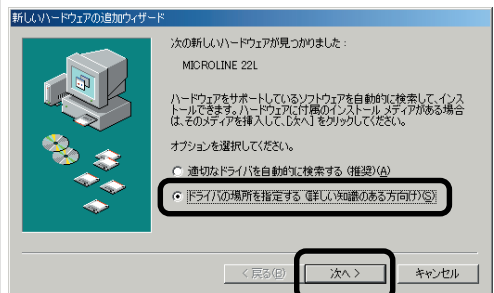 新しいハードウェアの追加ウィザード
次の新しいハードウェアが見つかりました：
MICROLINE 22L
ハードウェアをサポートしているソフトウェアを自動的に検索して、インス
トールできます。ハードウェアに付属のインストール メディアがある場合
は、そのメディアを挿入して、[次へ] をクリックしてください。
オプションを選択してください。
適切なドライバを自動的に検索する (推奨)(A)
ドライバの場所を指定する (詳しい知識のある方向け)(S)
< 戻る(B)
次へ >
キャンセル